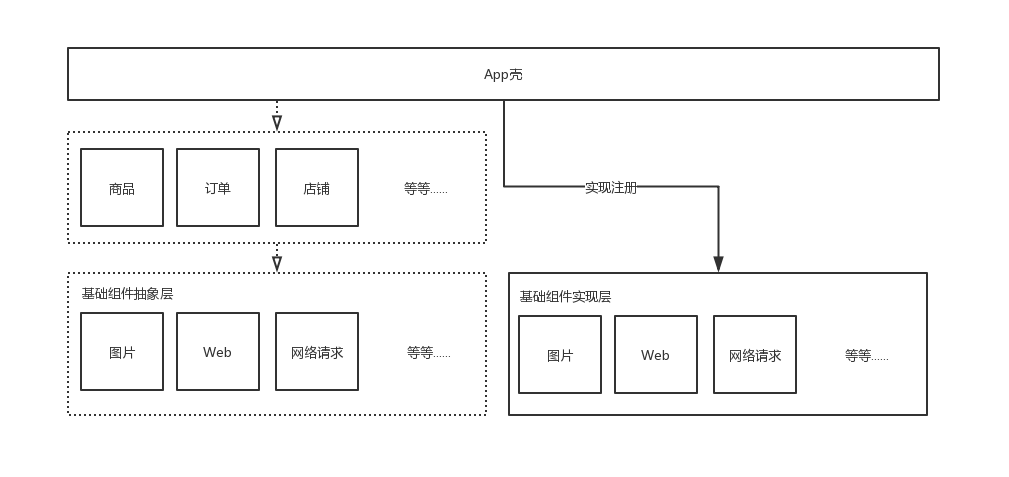 App壳
商品 订单 店铺 等等......
实现注册
基础组件抽象层
图片 Web 网络请求 等等......
基础组件实现层
图片 Web 网络请求 等等......